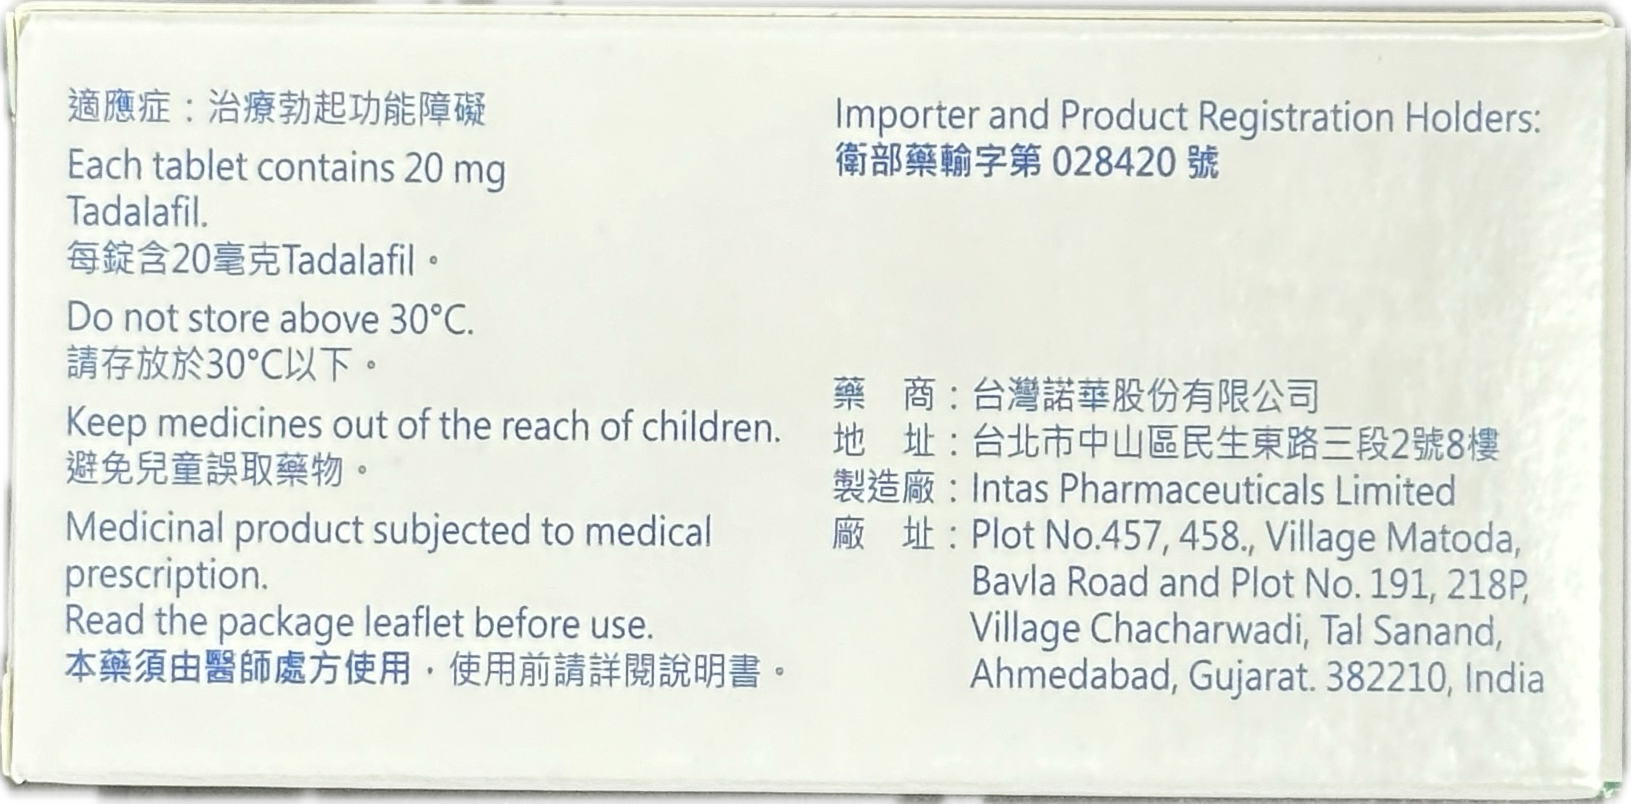 適應症：治療勃起功能障礙
Each tablet contains 20 mg
Tadalafil.
每錠含20毫克Tadalafil。
Do not store above 30°C.
請存放於30°C以下。
Keep medicines out of the reach of children.
避免兒童誤取藥物。
Medicinal product subjected to medical
prescription.
Read the package leaflet before use.
本藥須由醫師處方使用，使用前請詳閱說明書。
Importer and Product Registration Holders:
衛部藥輸字第 028420 號
藥　商：台灣諾華股份有限公司
地　址：台北市中山區民生東路三段2號8樓
製造廠：Intas Pharmaceuticals Limited
廠　址：Plot No.457, 458., Village Matoda,
Bavla Road and Plot No. 191, 218P,
Village Chacharwadi, Tal Sanand,
Ahmedabad, Gujarat. 382210, India